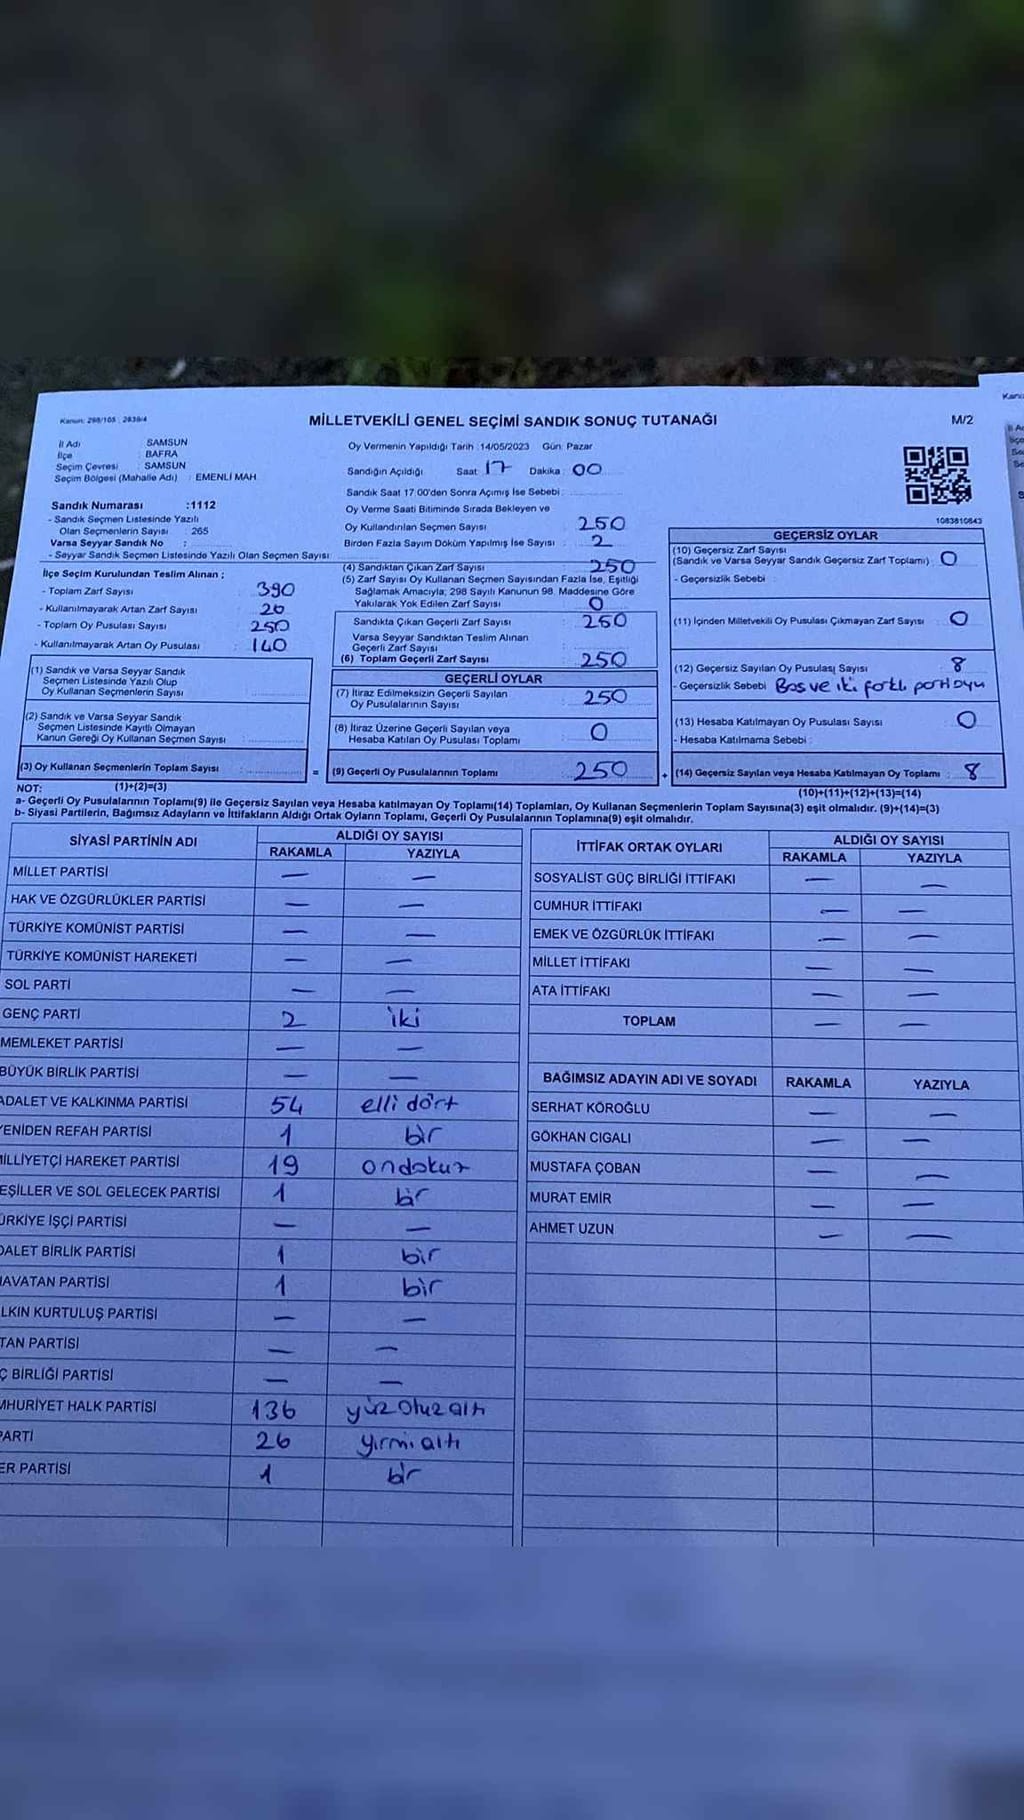 Kanun: 298/105 : 2839/4
MİLLETVEKİLİ GENEL SEÇİMİ SANDIK SONUÇ TUTANAĞI
M/2
İl Adı SAMSUN
İlçe : BAFRA
Seçim Çevresi : SAMSUN
Seçim Bölgesi (Mahalle Adı) : EMENLİ MAH
Oy Vermenin Yapıldığı Tarih :14/05/2023 Gün: Pazar
Sandığın Açıldığı Saat 17 Dakika : 00
Sandık Saat 17:00'den Sonra Açımış İse Sebebi :
Sandık Numarası :1112
- Sandık Seçmen Listesinde Yazılı
Olan Seçmenlerin Sayısı : 265
Varsa Seyyar Sandık No :
- Seyyar Sandık Seçmen Listesinde Yazılı Olan Seçmen Sayısı:
Oy Verme Saati Bitiminde Sırada Bekleyen ve
Oy Kullandırılan Seçmen Sayısı : 250
Birden Fazla Sayım Döküm Yapılmış İse Sayısı : 2
1083810843
İlçe Seçim Kurulundan Teslim Alınan ;
- Toplam Zarf Sayısı : 390
- Kullanılmayarak Artan Zarf Sayısı : 26
- Toplam Oy Pusulası Sayısı : 250
- Kullanılmayarak Artan Oy Pusulası : 140
(4) Sandıktan Çıkan Zarf Sayısı : 250
(5) Zarf Sayısı Oy Kullanan Seçmen Sayısından Fazla İse, Eşitliği
Sağlamak Amacıyla; 298 Sayılı Kanunun 98. Maddesine Göre
Yakılarak Yok Edilen Zarf Sayısı : 0
Sandıkta Çıkan Geçerli Zarf Sayısı : 250
Varsa Seyyar Sandıktan Teslim Alınan
Geçerli Zarf Sayısı
(6) Toplam Geçerli Zarf Sayısı : 250
GEÇERSİZ OYLAR
(10) Geçersiz Zarf Sayısı
(Sandık ve Varsa Seyyar Sandık Geçersiz Zarf Toplamı) : 0
- Geçersizlik Sebebi :
(11) İçinden Milletvekili Oy Pusulası Çıkmayan Zarf Sayısı : 0
(12) Geçersiz Sayılan Oy Pusulası Sayısı : 8
- Geçersizlik Sebebi : Boş ve iki farklı partioyu
(13) Hesaba Katılmayan Oy Pusulası Sayısı : 0
- Hesaba Katılmama Sebebi :
(14) Geçersiz Sayılan veya Hesaba Katılmayan Oy Toplamı : 8
(10)+(11)+(12)+(13)=(14)
(1) Sandık ve Varsa Seyyar Sandık
Seçmen Listesinde Yazılı Olup
Oy Kullanan Seçmenlerin Sayısı :
(2) Sandık ve Varsa Seyyar Sandık
Seçmen Listesinde Kayıtlı Olmayan
Kanun Gereği Oy Kullanan Seçmen Sayısı :
(3) Oy Kullanan Seçmenlerin Toplam Sayısı :
(1)+(2)=(3)
GEÇERLİ OYLAR
(7) İtiraz Edilmeksizin Geçerli Sayılan
Oy Pusulalarının Sayısı : 250
(8) İtiraz Üzerine Geçerli Sayılan veya
Hesaba Katılan Oy Pusulası Toplamı : 0
= (9) Geçerli Oy Pusulalarının Toplamı : 250 +
NOT:
a- Geçerli Oy Pusulalarının Toplamı(9) ile Geçersiz Sayılan veya Hesaba katılmayan Oy Toplamı(14) Toplamları, Oy Kullanan Seçmenlerin Toplam Sayısına(3) eşit olmalıdır. (9)+(14)=(3)
b- Siyasi Partilerin, Bağımsız Adayların ve İttifakların Aldığı Ortak Oyların Toplamı, Geçerli Oy Pusulalarının Toplamına(9) eşit olmalıdır.
SİYASİ PARTİNİN ADI ALDIĞI OY SAYISI
RAKAMLA YAZIYLA
MİLLET PARTİSİ — —
HAK VE ÖZGÜRLÜKLER PARTİSİ — —
TÜRKİYE KOMÜNİST PARTİSİ — —
TÜRKİYE KOMÜNİST HAREKETİ — —
SOL PARTİ — —
GENÇ PARTİ 2 iki
MEMLEKET PARTİSİ — —
BÜYÜK BİRLİK PARTİSİ — —
ADALET VE KALKINMA PARTİSİ 54 elli dört
YENİDEN REFAH PARTİSİ 1 bir
MİLLİYETÇİ HAREKET PARTİSİ 19 ondokuz
EŞİLLER VE SOL GELECEK PARTİSİ 1 bir
ÜRKİYE İŞÇİ PARTİSİ — —
DALET BİRLİK PARTİSİ 1 bir
NAVATAN PARTİSİ 1 bir
LKIN KURTULUŞ PARTİSİ — —
TAN PARTİSİ — —
Ç BİRLİĞİ PARTİSİ — —
MHURİYET HALK PARTİSİ 136 yüz otuz altı
PARTİ 26 yirmi altı
ER PARTİSİ 1 bir
İTTİFAK ORTAK OYLARI ALDIĞI OY SAYISI
RAKAMLA YAZIYLA
SOSYALİST GÜÇ BİRLİĞİ İTTİFAKI — —
CUMHUR İTTİFAKI — —
EMEK VE ÖZGÜRLÜK İTTİFAKI — —
MİLLET İTTİFAKI — —
ATA İTTİFAKI — —
TOPLAM — —
BAĞIMSIZ ADAYIN ADI VE SOYADI RAKAMLA YAZIYLA
SERHAT KÖROĞLU — —
GÖKHAN CIGALI — —
MUSTAFA ÇOBAN — —
MURAT EMİR — —
AHMET UZUN — —